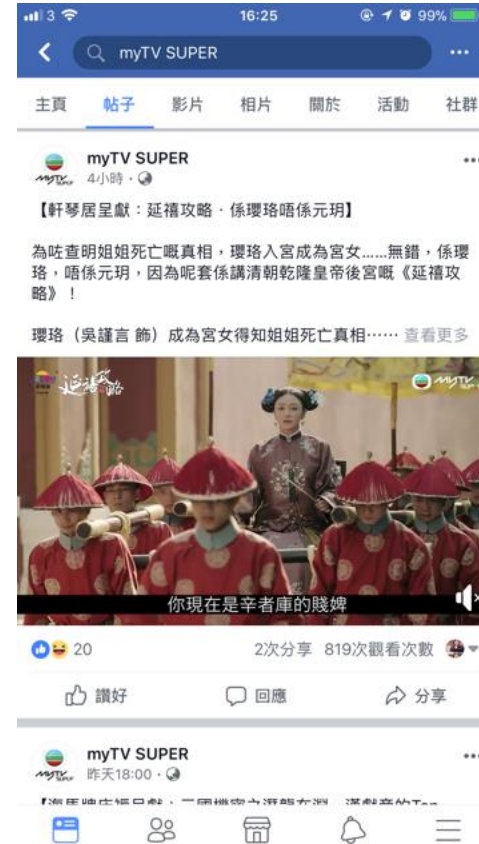 3 16:25 99%
myTV SUPER
主頁 帖子 影片 相片 關於 活動 社群
myTV SUPER
4小時
【軒琴居呈獻：延禧攻略‧係瓔珞唔係元玥】
為咗查明姐姐死亡嘅真相，瓔珞入宮成為宮女......無錯，係瓔
珞，唔係元玥，因為呢套係講清朝乾隆皇帝後宮嘅《延禧攻
略》！
瓔珞（吳謹言 飾）成為宮女得知姐姐死亡真相⋯⋯ 查看更多
延禧攻略 myTV
你現在是辛者庫的賤婢
20 2次分享 819次觀看次數
讚好 回應 分享
myTV SUPER
昨天18:00